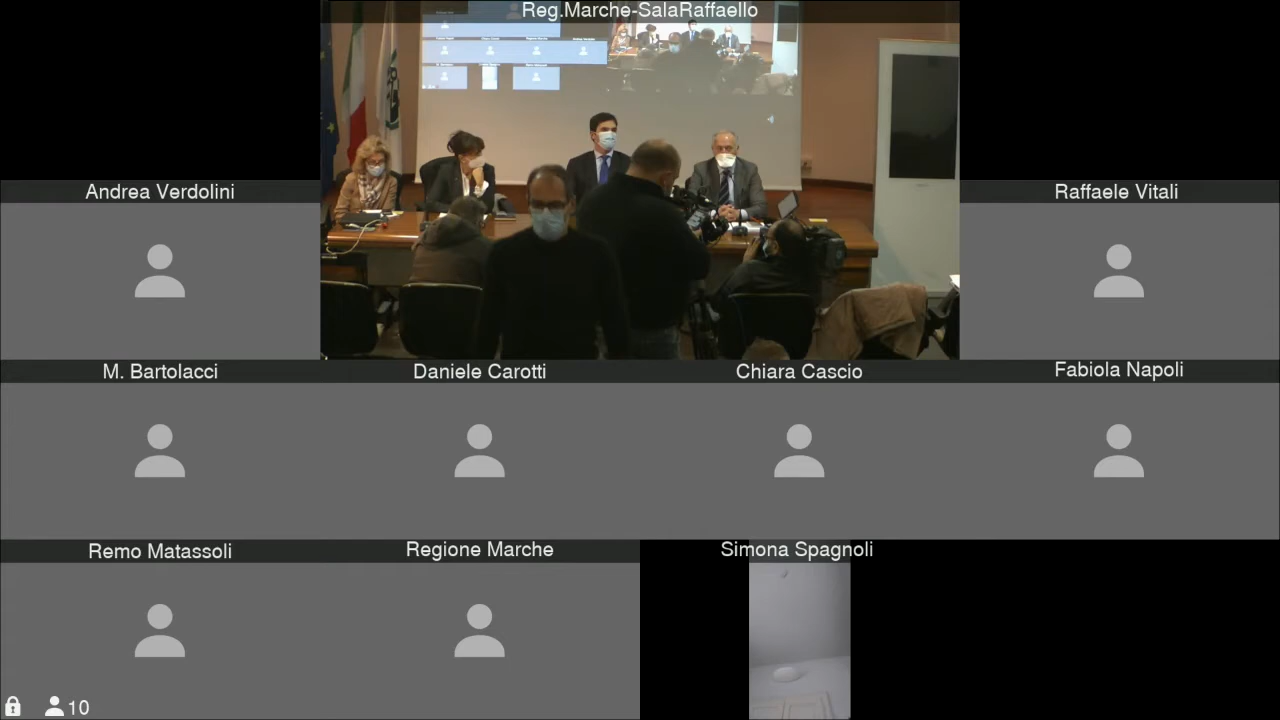 Reg.Marche-SalaRaffaello
Andrea Verdolini
Raffaele Vitali
M. Bartolacci
Daniele Carotti
Chiara Cascio
Fabiola Napoli
Remo Matassoli
Regione Marche
Simona Spagnoli
10